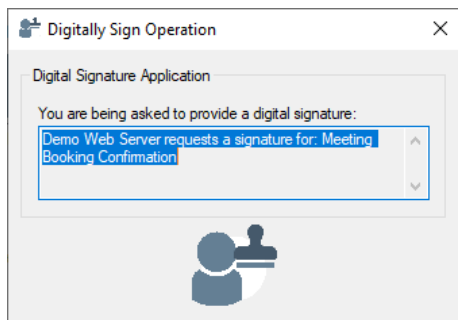 Digitally Sign Operation
Digital Signature Application
You are being asked to provide a digital signature:
Demo Web Server requests a signature for: Meeting
Booking Confirmation